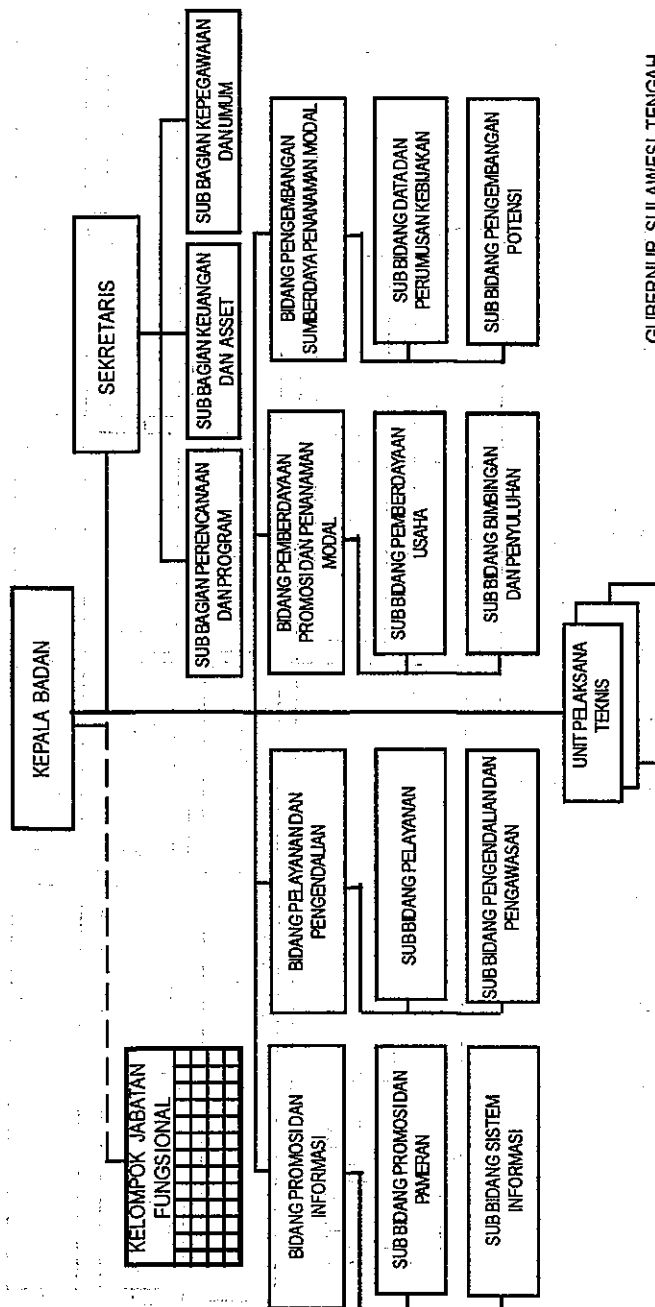 KEPALA BADAN
KELOMPOK JABATAN
FUNGSIONAL
SEKRETARIS
SUB BAGIAN PERENCANAAN
DAN PROGRAM
SUB BAGIAN KEUANGAN
DAN ASSET
SUB BAGIAN KEPEGAWAIAN
DAN UMUM
BIDANG PROMOSI DAN
INFORMASI
BIDANG PELAYANAN DAN
PENGENDALIAN
BIDANG PEMBERDAYAAN
PROMOSI DAN PENANAMAN
MODAL
BIDANG PENGEMBANGAN
SUMBERDAYA PENANAMAN MODAL
SUB BIDANG PROMOSI DAN
PAMERAN
SUB BIDANG PELAYANAN
SUB BIDANG PEMBERDAYAAN
USAHA
SUB BIDANG DATA DAN
PERUMUSAN KEBIJAKAN
SUB BIDANG SISTEM
INFORMASI
SUB BIDANG PENGENDALIAN DAN
PENGAWASAN
SUB BIDANG BIMBINGAN
DAN PENYULUHAN
SUB BIDANG PENGEMBANGAN
POTENSI
UNIT PELAKSANA
TEKNIS
GUBERNUR SULAWESI TENGAH